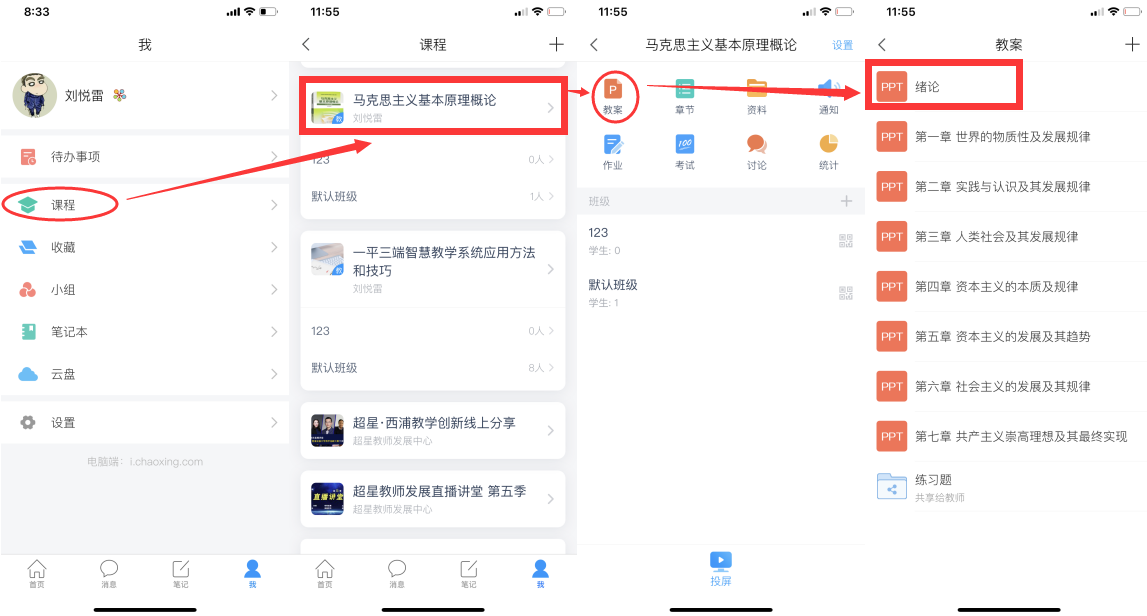 8:33
我
刘悦雷
待办事项
课程
收藏
小组
笔记本
云盘
设置
电脑端：i.chaoxing.com
首页
消息
笔记
我
11:55
课程
马克思主义基本原理概论
刘悦雷
123
0人
默认班级
1人
一平三端智慧教学系统应用方法
和技巧
刘悦雷
123
0人
默认班级
8人
超星·西浦教学创新线上分享
超星教师发展中心
直播讲堂
超星教师发展直播讲堂 第五季
超星教师发展中心
首页
消息
笔记
我
11:55
马克思主义基本原理概论
设置
P
教案
章节
资料
通知
作业
100
考试
讨论
统计
班级
123
学生: 0
默认班级
学生: 1
投屏
11:55
教案
PPT 绪论
PPT 第一章 世界的物质性及发展规律
PPT 第二章 实践与认识及其发展规律
PPT 第三章 人类社会及其发展规律
PPT 第四章 资本主义的本质及规律
PPT 第五章 资本主义的发展及其趋势
PPT 第六章 社会主义的发展及其规律
PPT 第七章 共产主义崇高理想及其最终实现
练习题
共享给教师